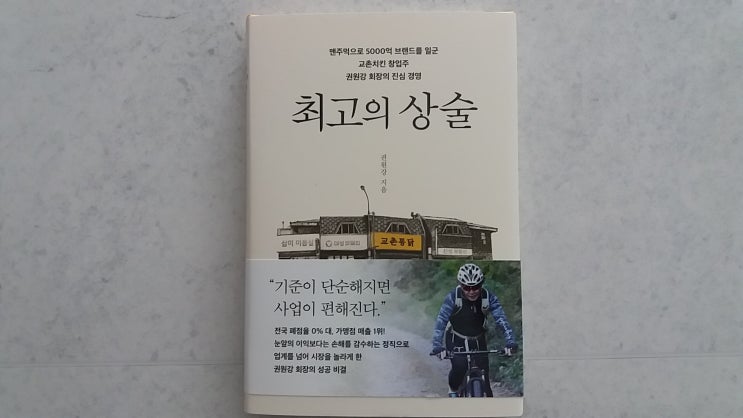 맨주먹으로 5000억 브랜드를 일군
교촌치킨 창업주
권원강 회장의 진심 경영
최고의 상술
권원강 지음
교촌통닭
“기준이 단순해지면
사업이 편해진다.”
전국 폐점율 0% 대, 가맹점 매출 1위!
눈앞의 이익보다는 손해를 감수하는 정직으로
업계를 넘어 시장을 놀라게 한
권원강 회장의 성공 비결